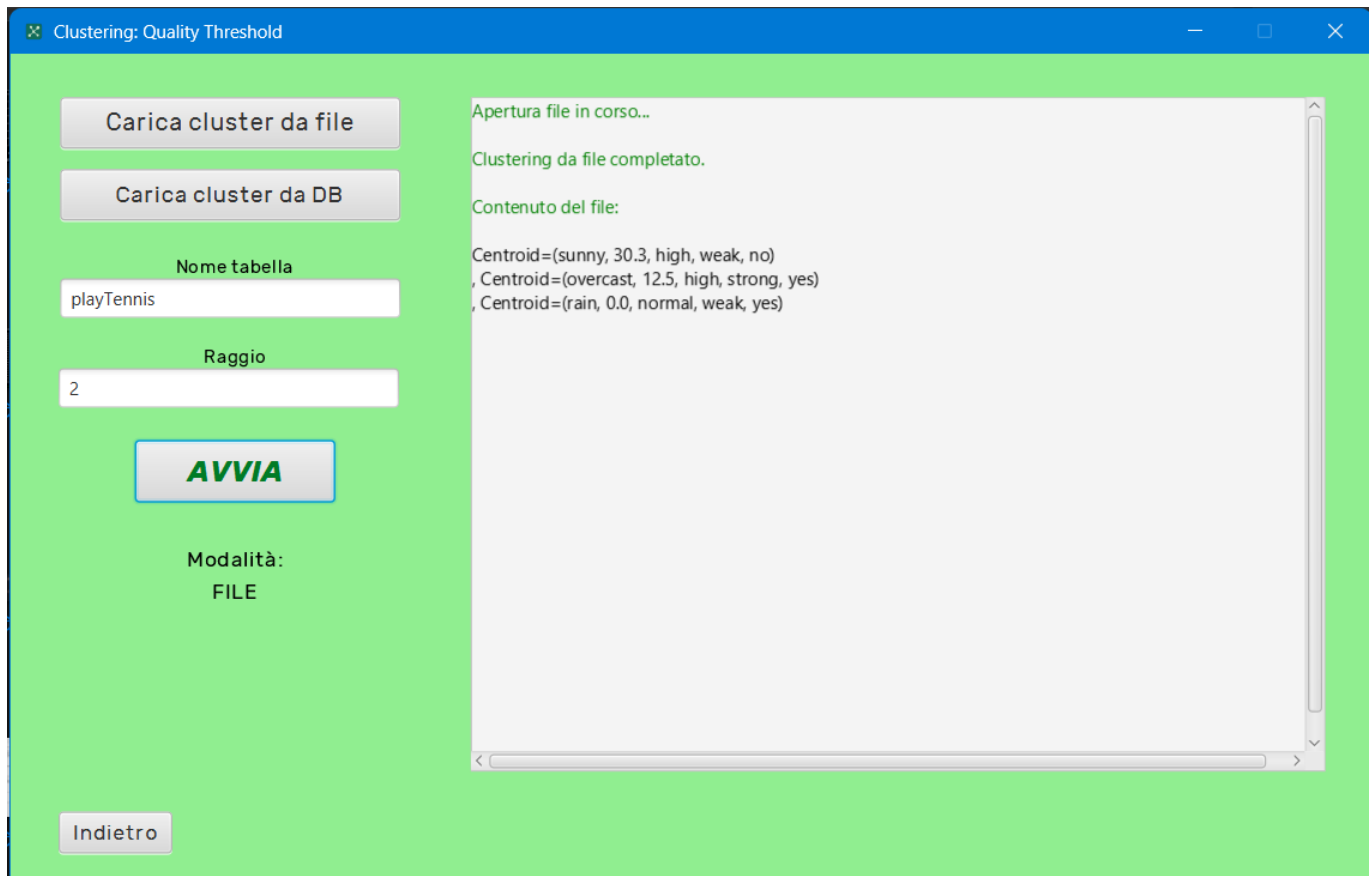 Clustering: Quality Threshold
Carica cluster da file
Carica cluster da DB
Nome tabella
playTennis
Raggio
2
AVVIA
Modalità:
FILE
Indietro
Apertura file in corso...
Clustering da file completato.
Contenuto del file:
Centroid=(sunny, 30.3, high, weak, no)
, Centroid=(overcast, 12.5, high, strong, yes)
, Centroid=(rain, 0.0, normal, weak, yes)